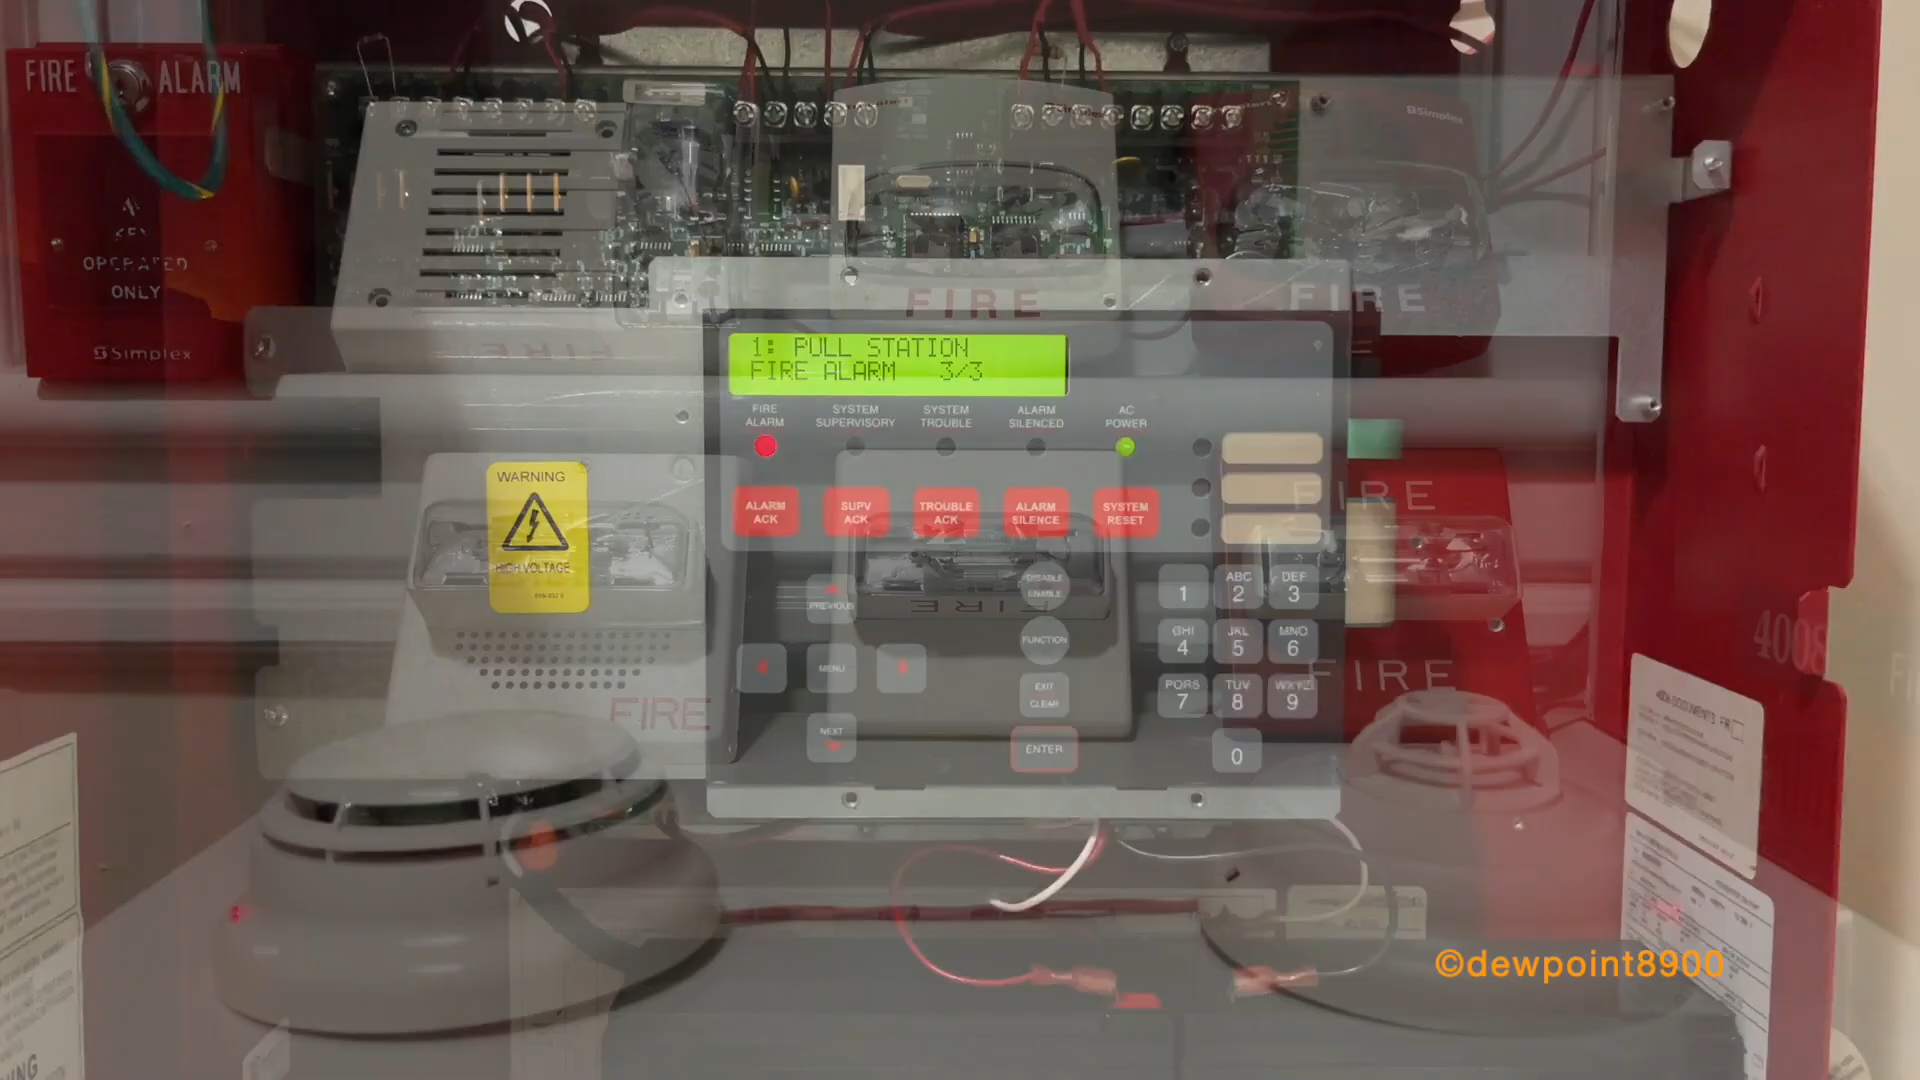 FIRE ALARM
OPERATED
ONLY
Simplex
Simplex
FIRE
FIRE
FIRE
1: PULL STATION
FIRE ALARM 3/3
FIRE ALARM
SYSTEM SUPERVISORY
SYSTEM TROUBLE
ALARM SILENCED
AC POWER
WARNING
HIGH VOLTAGE
ALARM ACK
SUPV ACK
TROUBLE ACK
ALARM SILENCE
SYSTEM RESET
FIRE
PREVIOUS
FIRE
DISABLE
ENABLE
FUNCTION
MENU
EXIT
CLEAR
NEXT
ENTER
1
ABC
2
DEF
3
GHI
4
JKL
5
MNO
6
PQRS
7
TUV
8
WXYZ
9
0
FIRE
FIRE
4008
©dewpoint8900